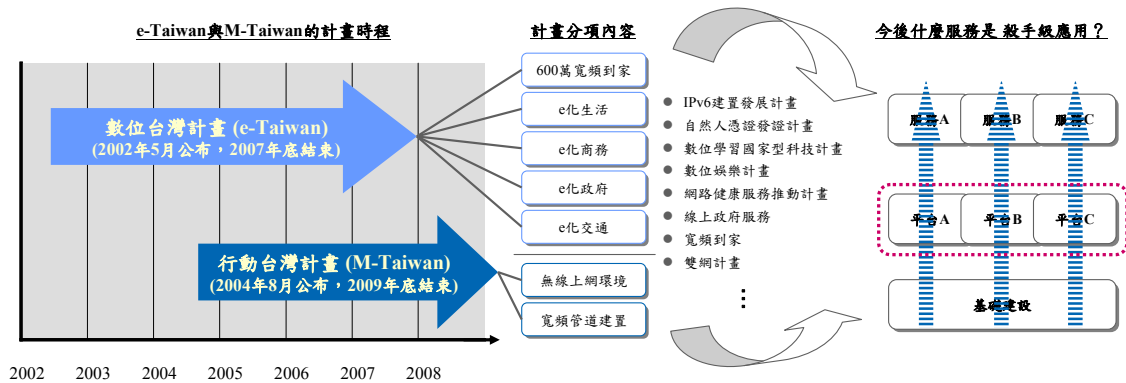 e-Taiwan與M-Taiwan的計畫時程
計畫分項內容
今後什麼服務是 殺手級應用？
數位台灣計畫 (e-Taiwan)
(2002年5月公布，2007年底結束)
行動台灣計畫 (M-Taiwan)
(2004年8月公布，2009年底結束)
2002
2003
2004
2005
2006
2007
2008
600萬寬頻到家
e化生活
e化商務
e化政府
e化交通
無線上網環境
寬頻管道建置
● IPv6建置發展計畫
● 自然人憑證發證計畫
● 數位學習國家型科技計畫
● 數位娛樂計畫
● 網路健康服務推動計畫
● 線上政府服務
● 寬頻到家
● 雙網計畫
⋮
服務A
服務B
服務C
平台A
平台B
平台C
基礎建設